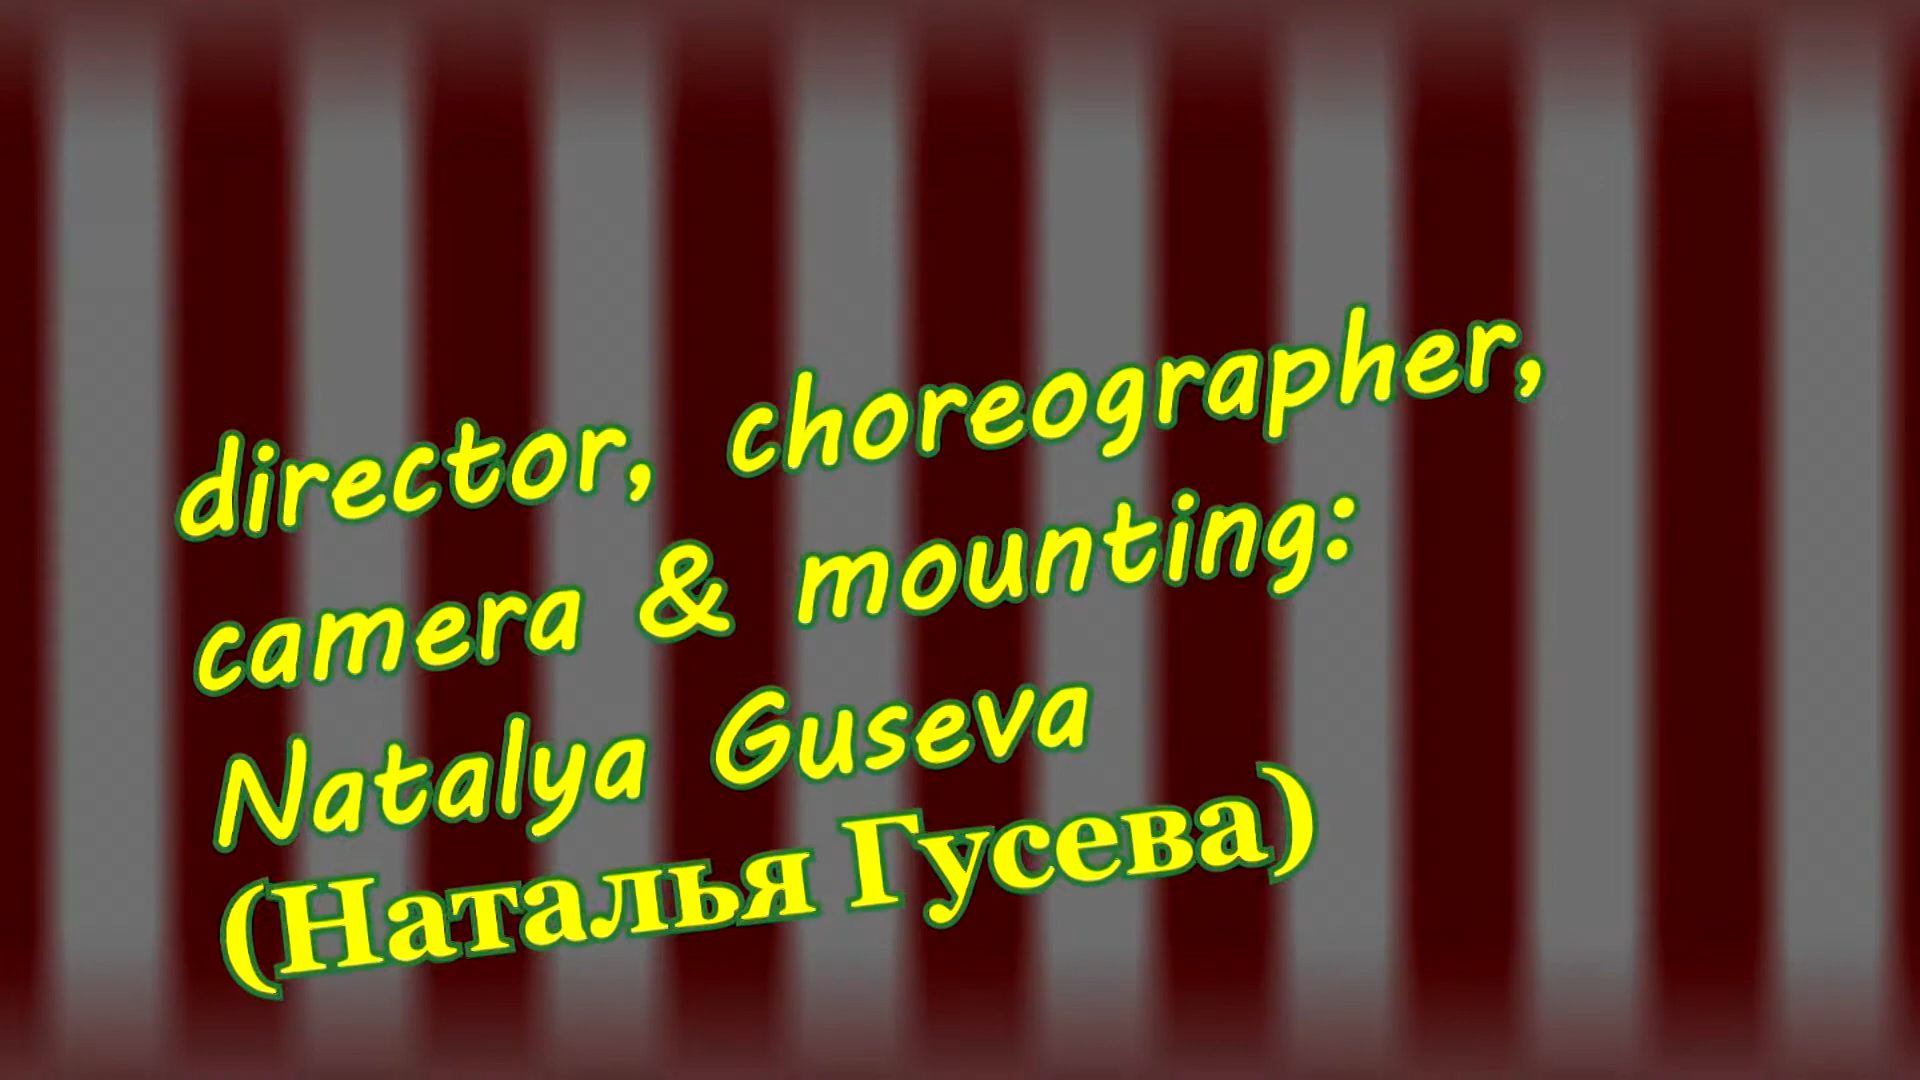 director, choreographer,
camera & mounting:
Natalya Guseva
(Наталья Гусева)